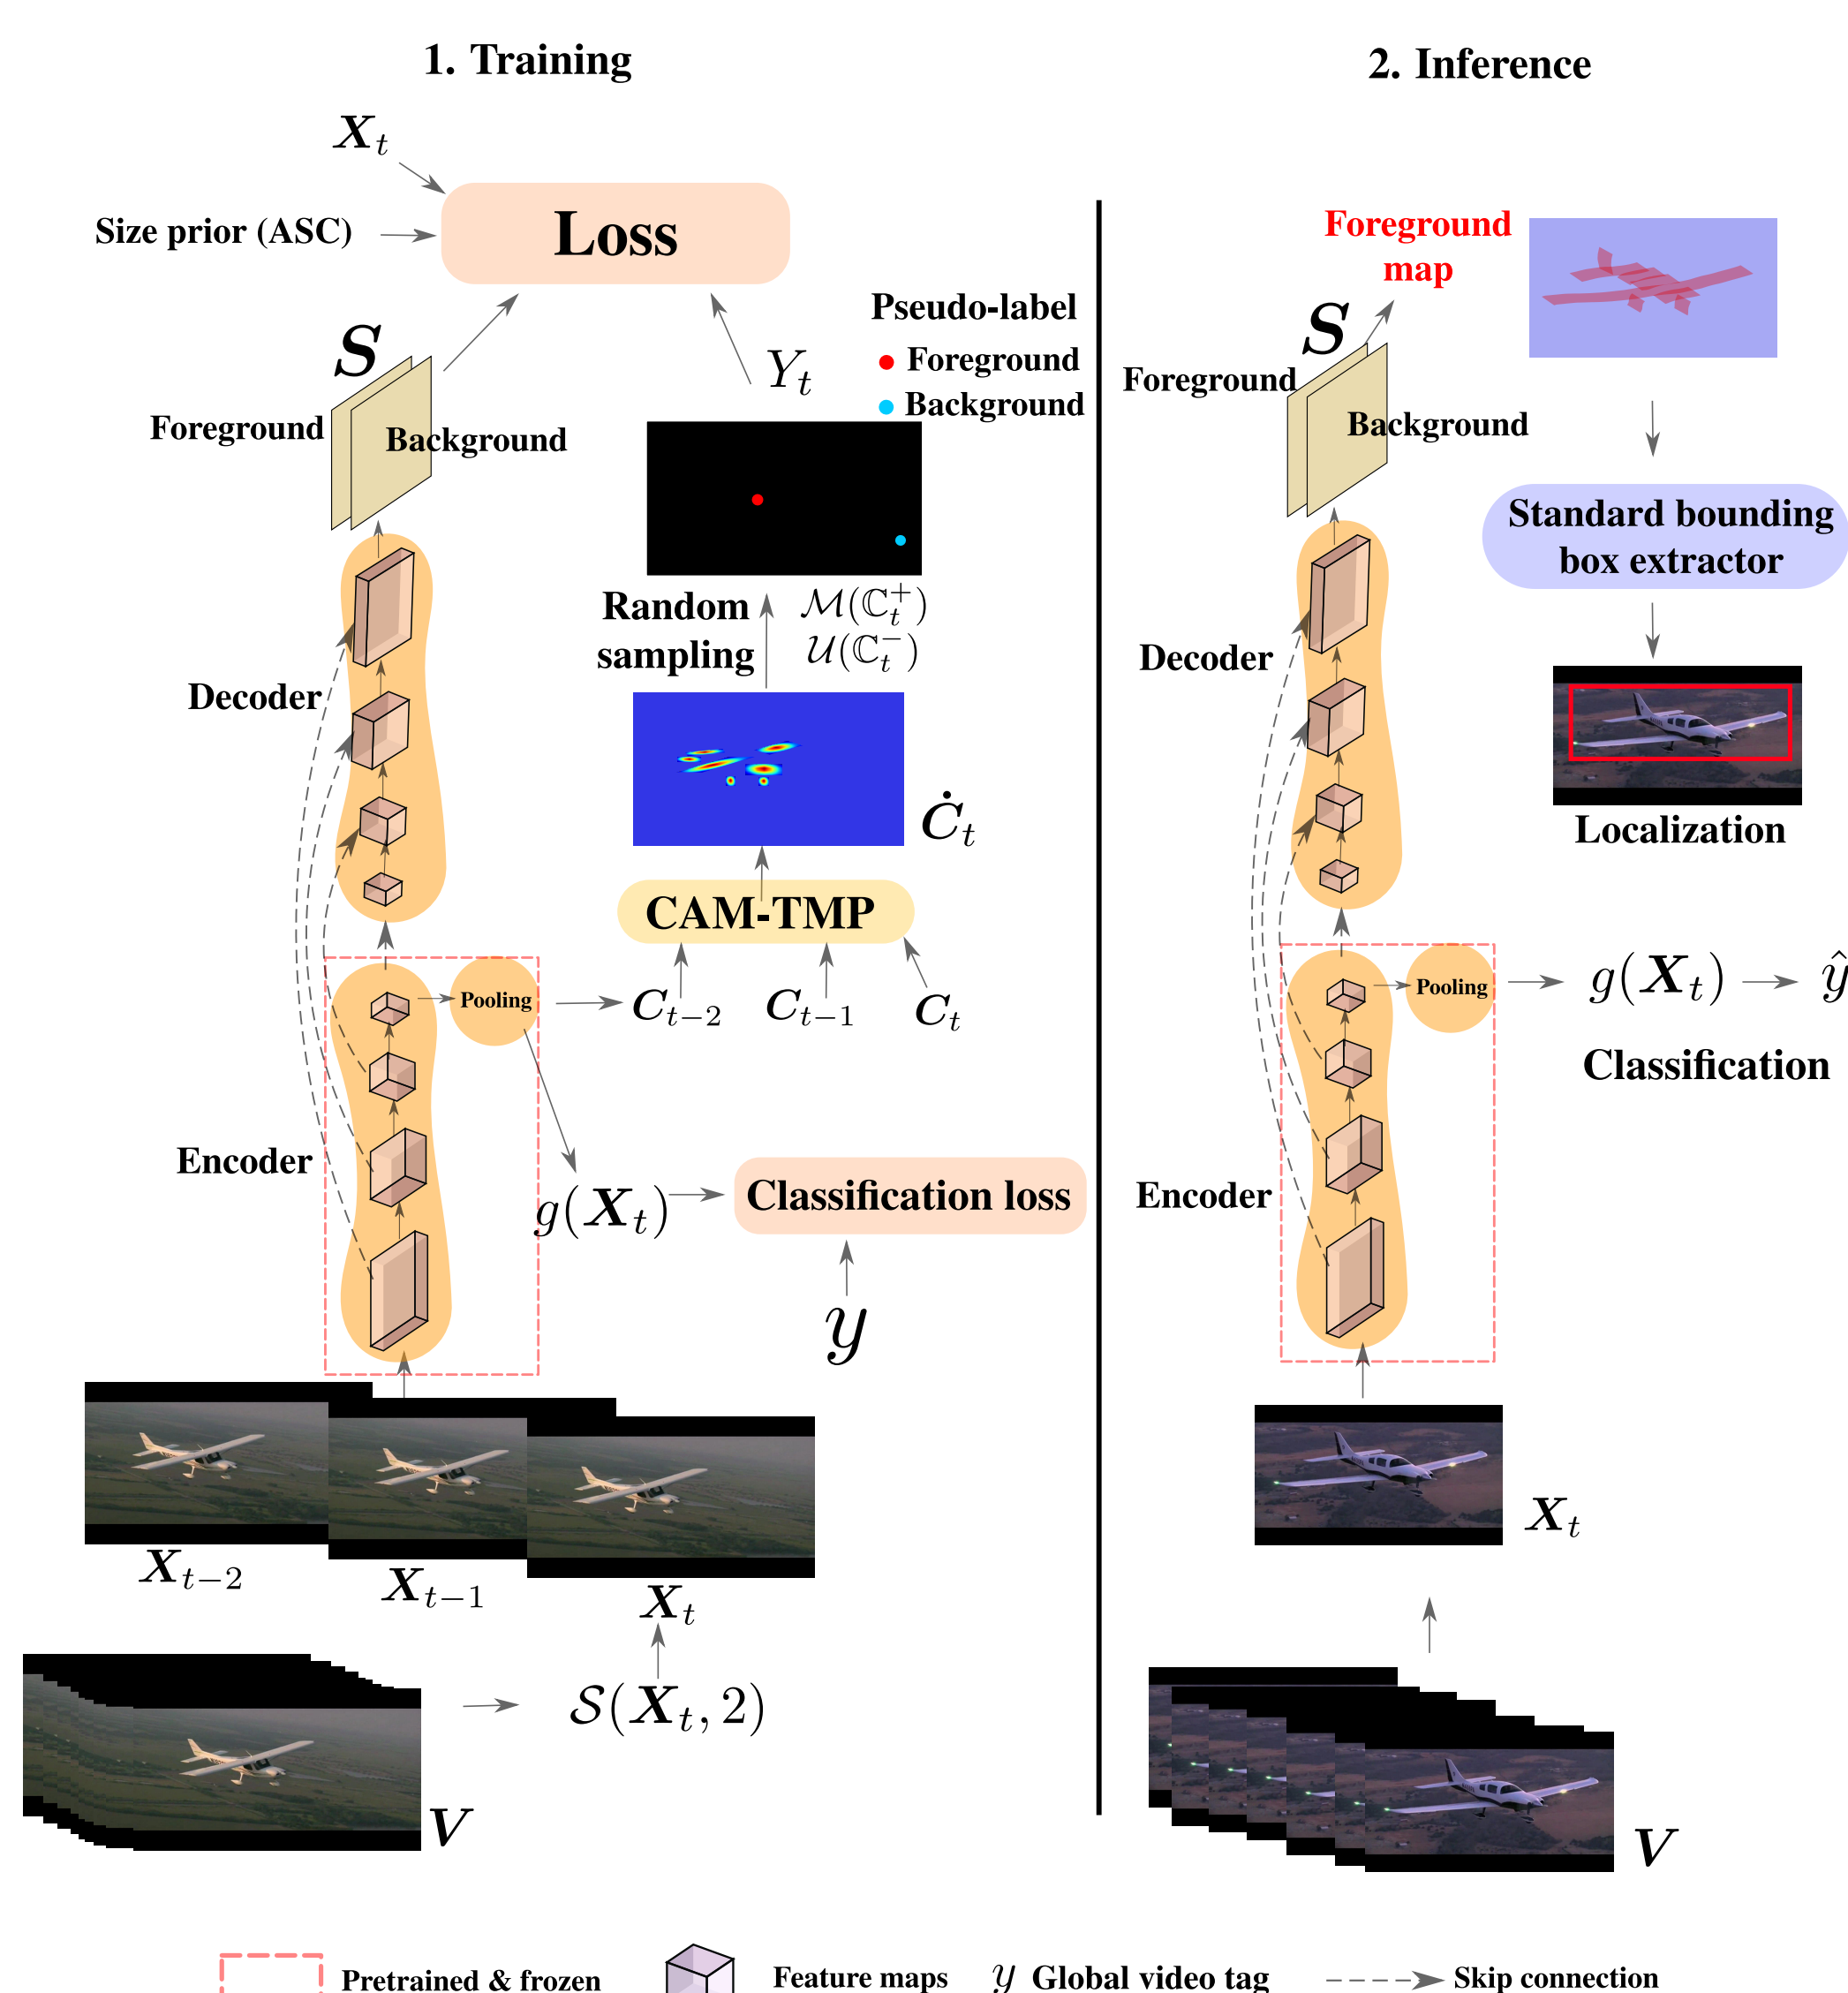 1. Training
X_t
Size prior (ASC)
Loss
S
Foreground
Background
Pseudo-label
Foreground
Background
Y_t
Random
sampling
ℳ(ℂ_t^+)
𝒰(ℂ_t^−)
Decoder
Ċ_t
CAM-TMP
Pooling
C_{t−2}
C_{t−1}
C_t
Encoder
g(X_t)
Classification loss
y
X_{t−2}
X_{t−1}
X_t
𝒮(X_t, 2)
V
2. Inference
Foreground
map
S
Foreground
Background
Standard bounding
box extractor
Decoder
Localization
Pooling
g(X_t)
ŷ
Classification
Encoder
X_t
V
Pretrained & frozen
Feature maps
y Global video tag
Skip connection